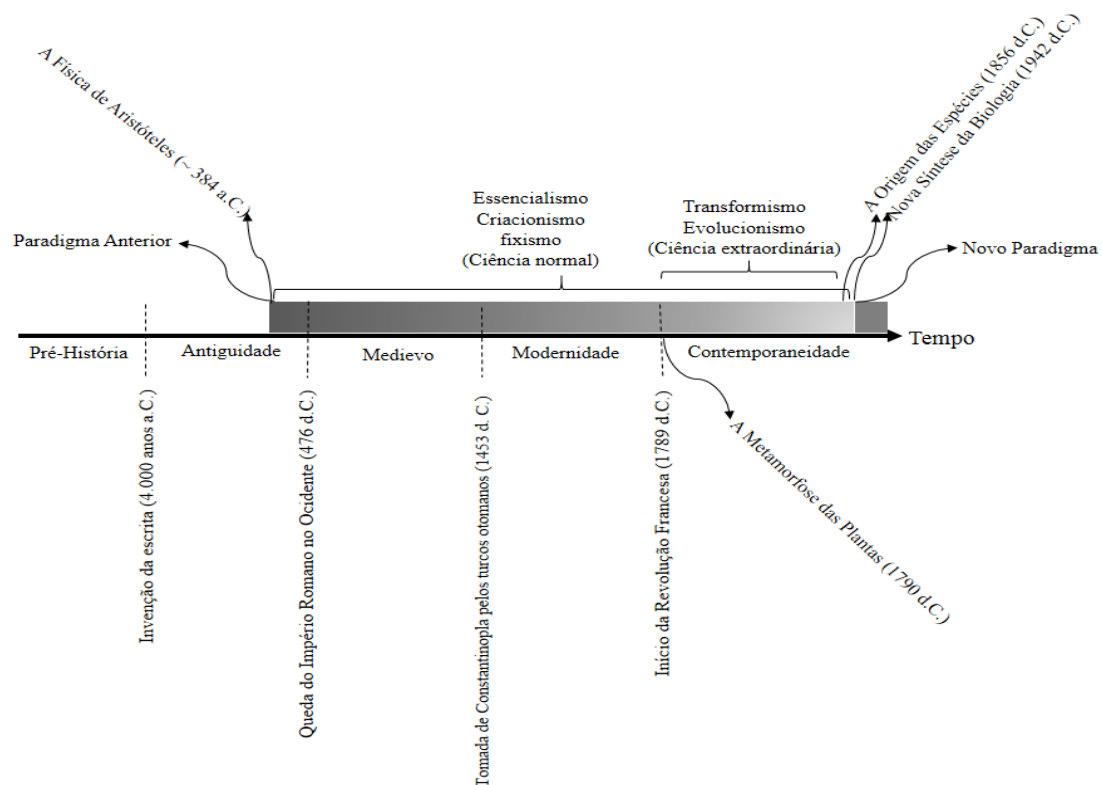 A Física de Aristóteles (~ 384 a.C.)
A Origem das Espécies (1856 d.C.)
Nova Síntese da Biologia (1942 d.C.)
Essencialismo
Criacionismo
fixismo
(Ciência normal)
Transformismo
Evolucionismo
(Ciência extraordinária)
Paradigma Anterior
Novo Paradigma
Tempo
Pré-História
Antiguidade
Medievo
Modernidade
Contemporaneidade
Invenção da escrita (4.000 anos a.C.)
Queda do Império Romano no Ocidente (476 d.C.)
Tomada de Constantinopla pelos turcos otomanos (1453 d. C.)
Início da Revolução Francesa (1789 d.C.)
A Metamorfose das Plantas (1790 d.C.)